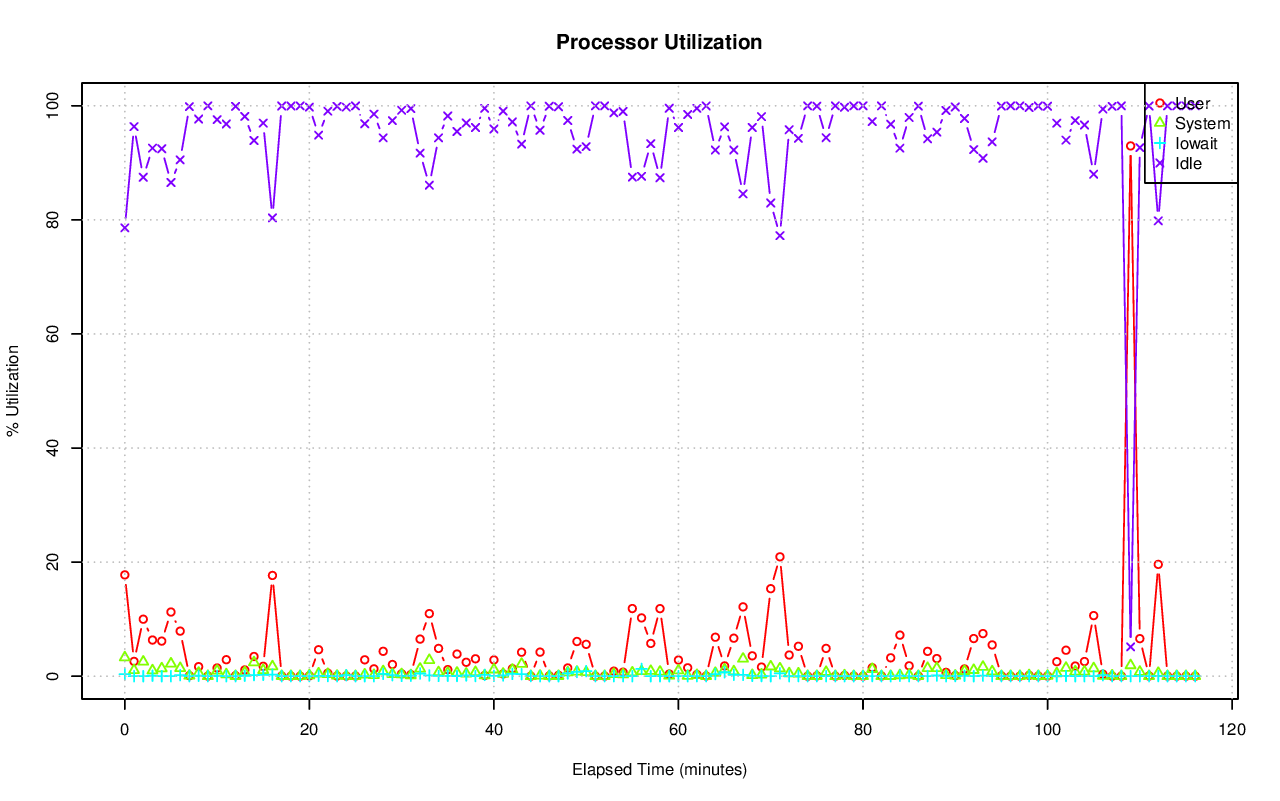 Processor Utilization
% Utilization
100
80
60
40
20
0
User
System
Iowait
Idle
0 20 40 60 80 100 120
Elapsed Time (minutes)